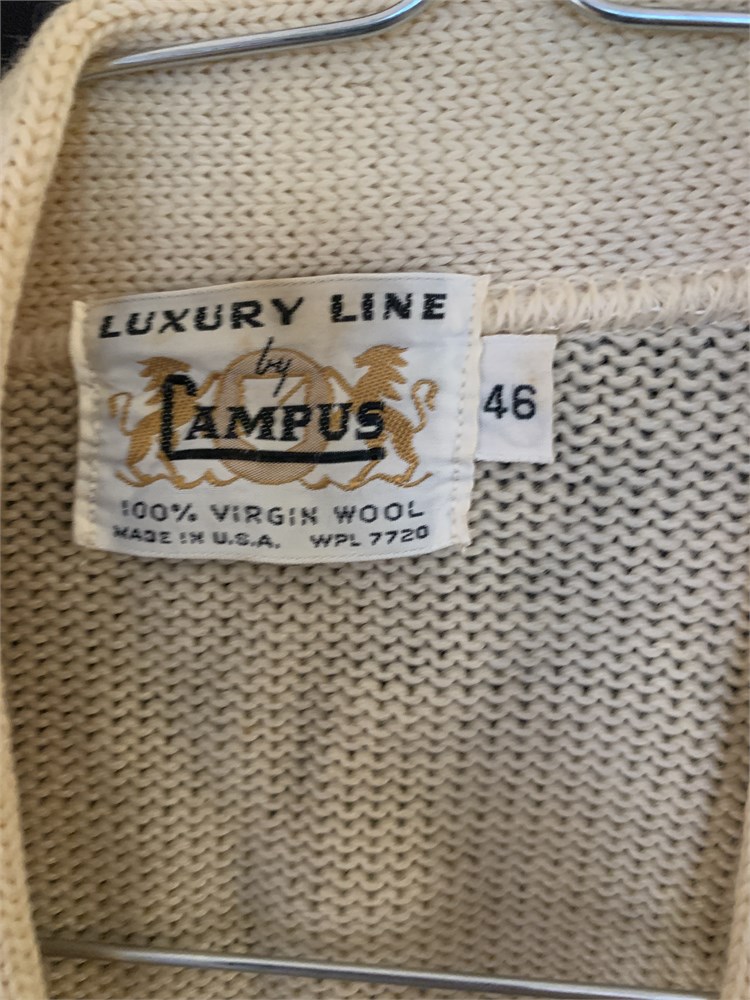 LUXURY LINE
by
CAMPUS
100% VIRGIN WOOL
MADE IN U.S.A. WPL 7720
46